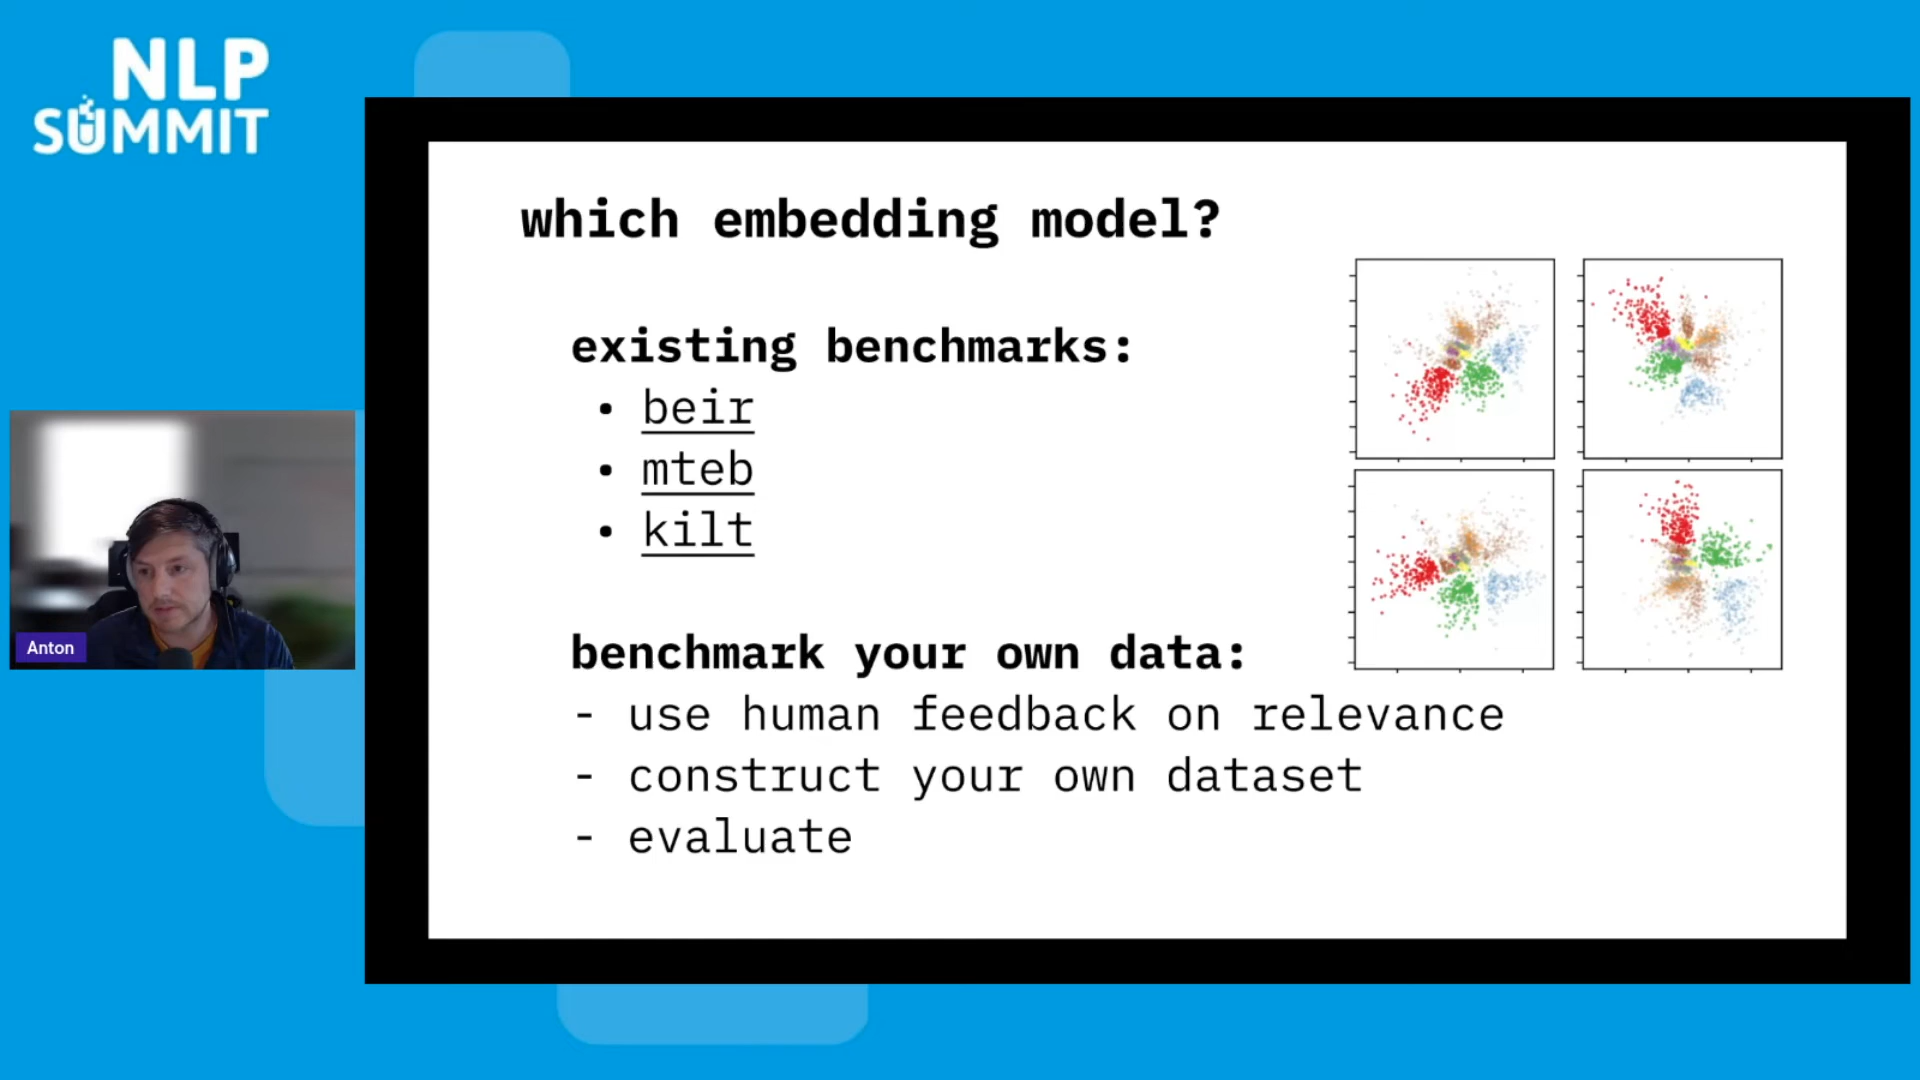 NLP
SUMMIT
which embedding model?
existing benchmarks:
• beir
• mteb
• kilt
benchmark your own data:
- use human feedback on relevance
- construct your own dataset
- evaluate
Anton